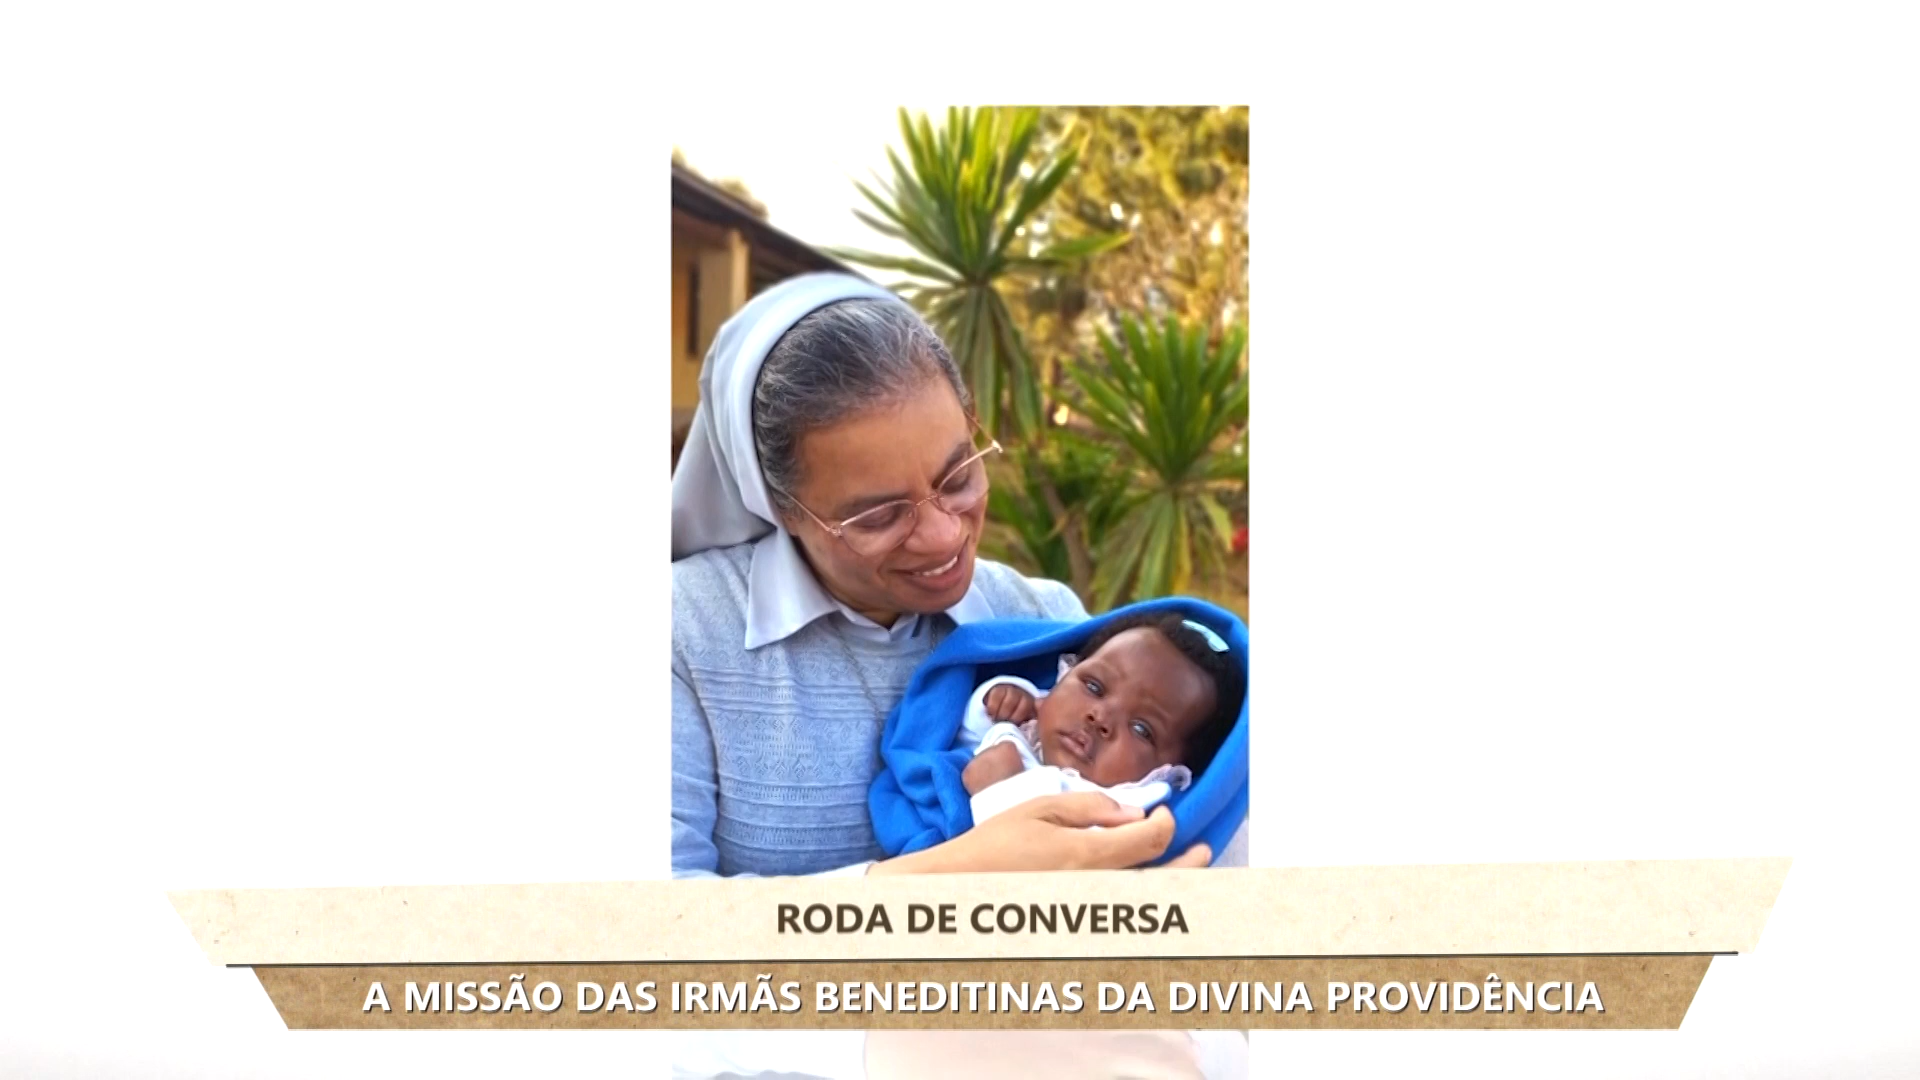 RODA DE CONVERSA
A MISSÃO DAS IRMÃS BENEDITINAS DA DIVINA PROVIDÊNCIA